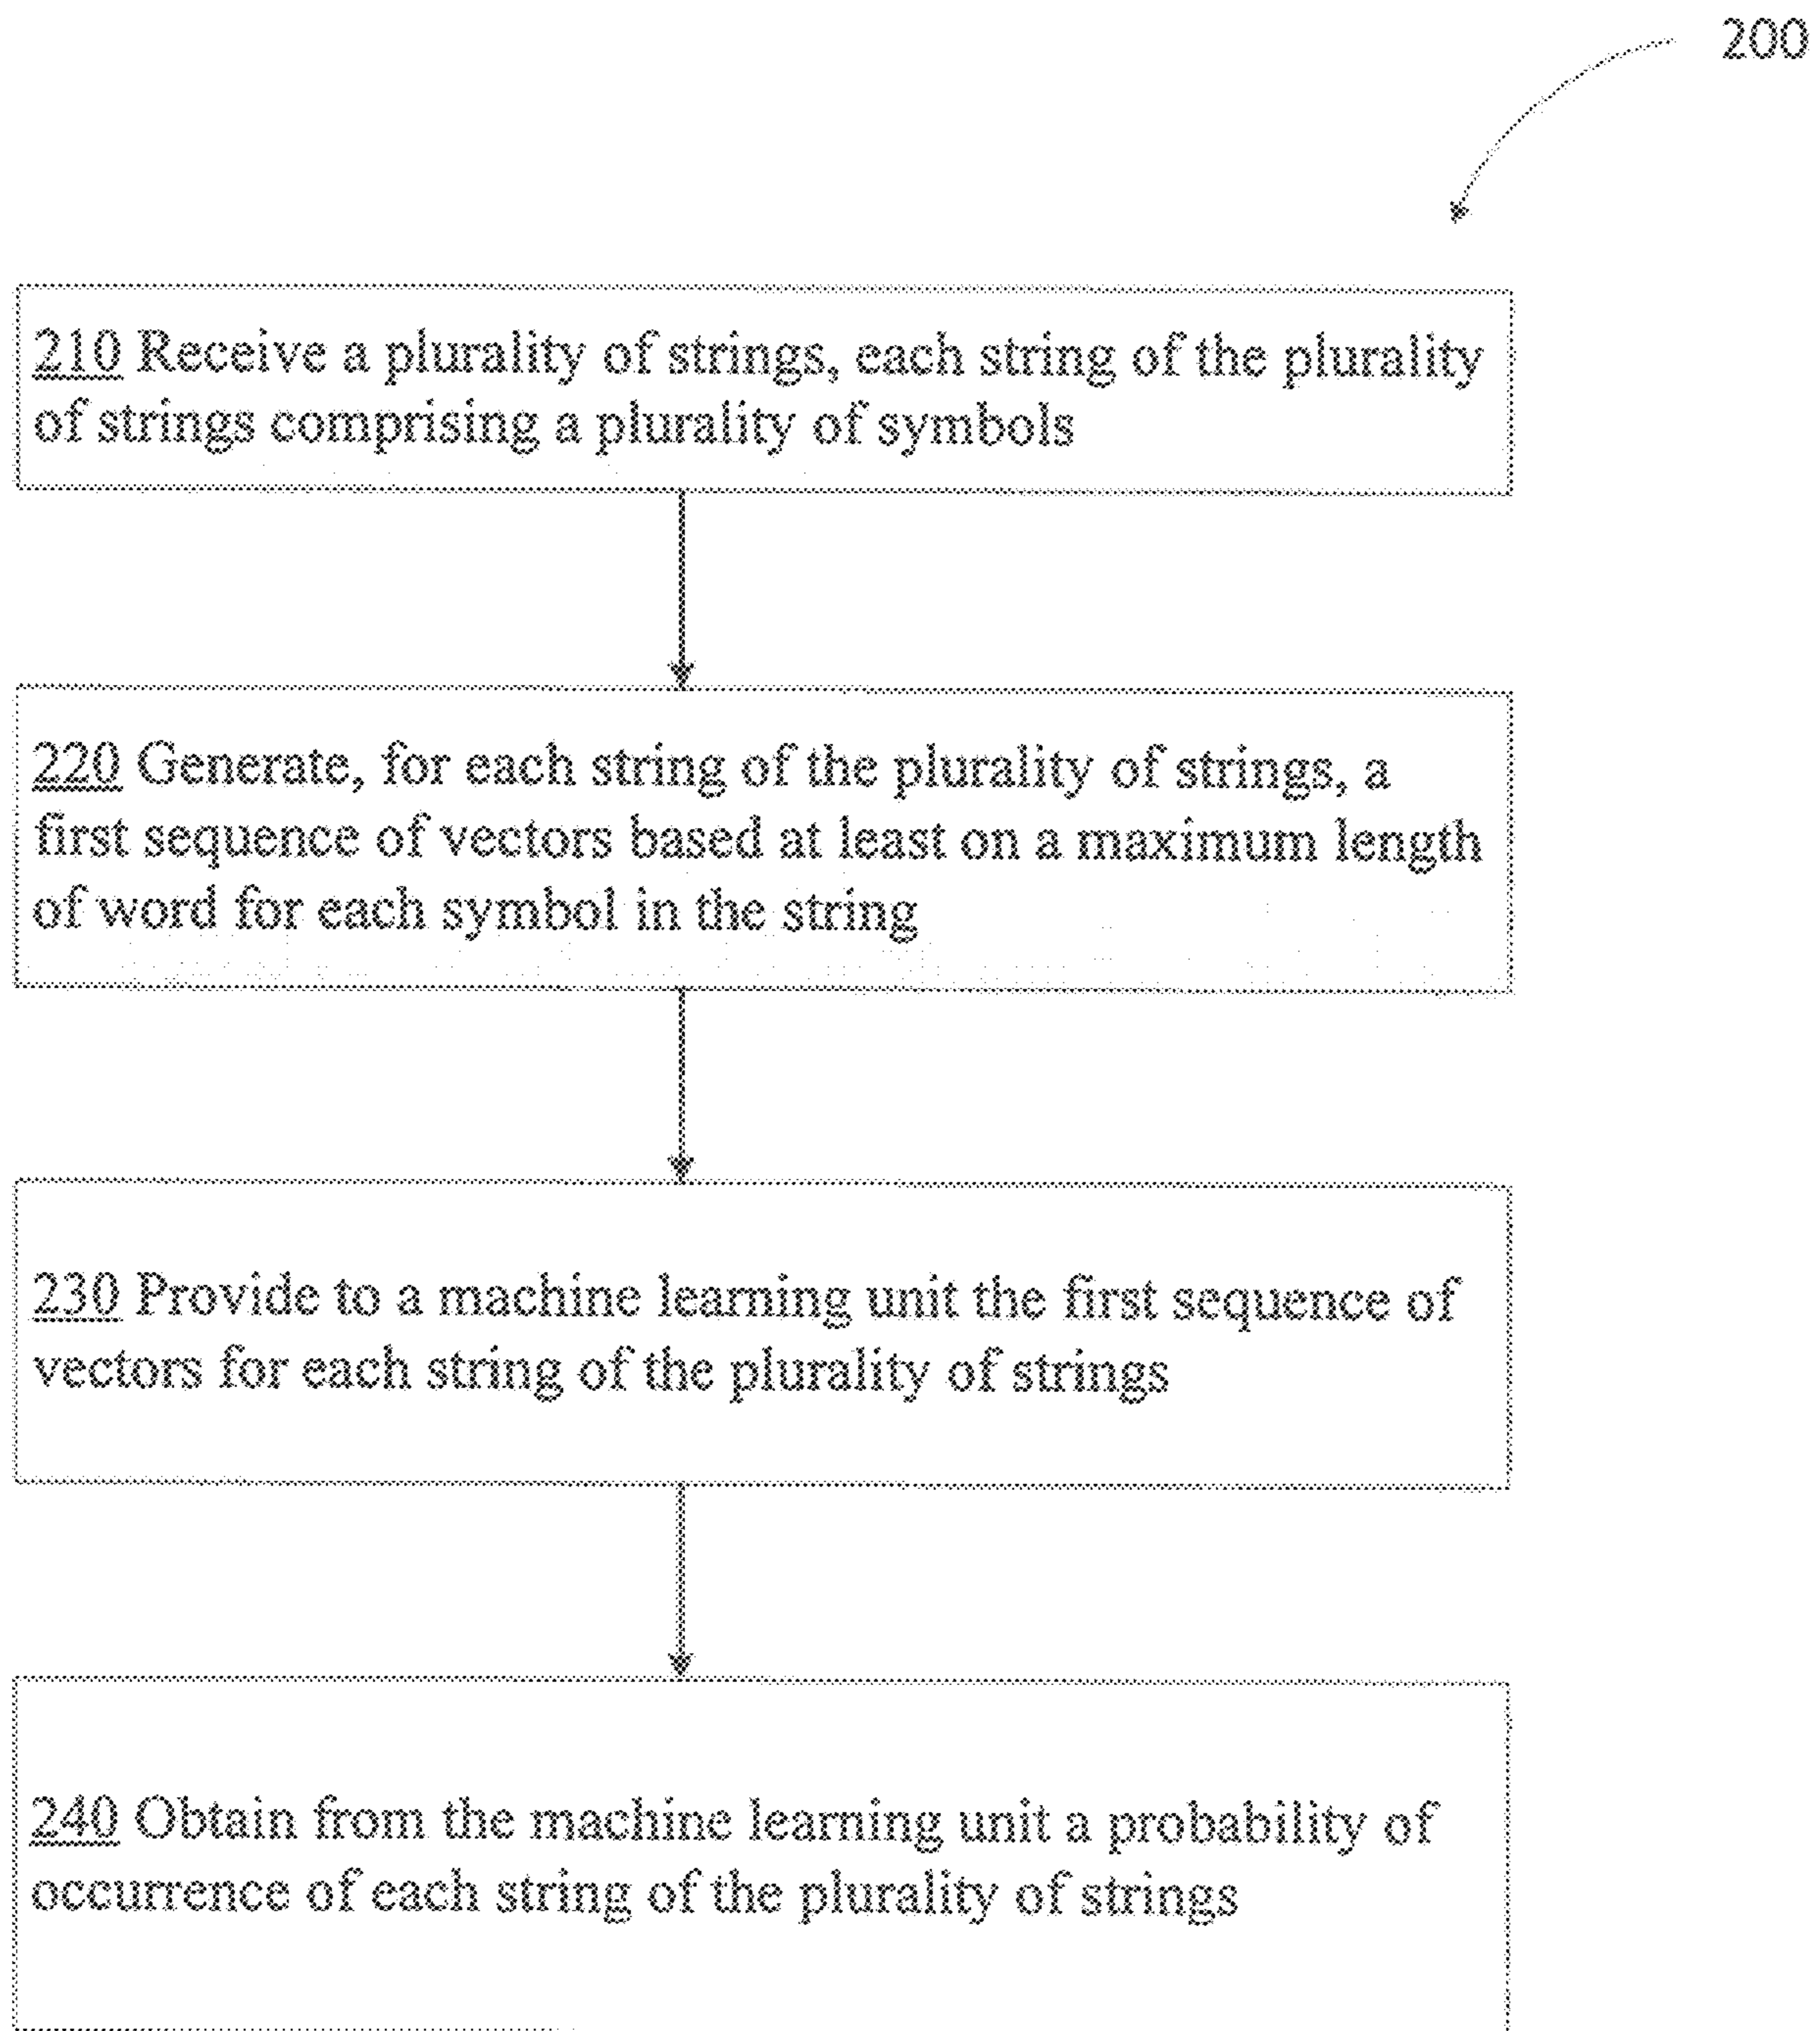 200
210 Receive a plurality of strings, each string of the plurality
of strings comprising a plurality of symbols
220 Generate, for each string of the plurality of strings, a
first sequence of vectors based at least on a maximum length
of word for each symbol in the string
230 Provide to a machine learning unit the first sequence of
vectors for each string of the plurality of strings
240 Obtain from the machine learning unit a probability of
occurrence of each string of the plurality of strings